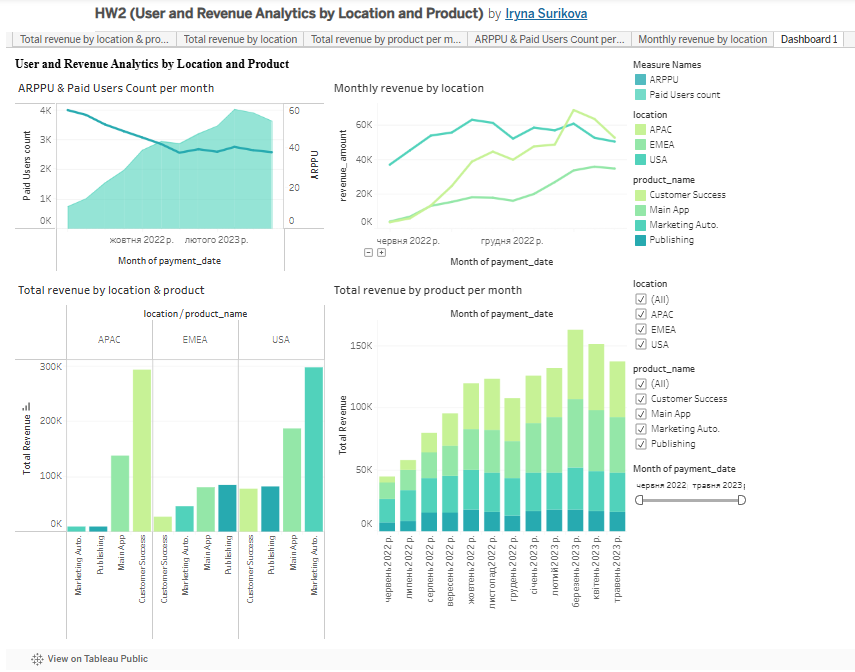 HW2 (User and Revenue Analytics by Location and Product) by Iryna Surikova
Total revenue by location & pro... Total revenue by location Total revenue by product per m... ARPPU & Paid Users Count per... Monthly revenue by location Dashboard 1
User and Revenue Analytics by Location and Product
ARPPU & Paid Users Count per month
4K
3K
2K
1K
0K
Paid Users count
60
40
20
0
ARPPU
жовтня 2022 р. лютого 2023 р.
Month of payment_date
Monthly revenue by location
60K
40K
20K
0K
revenue_amount
червня 2022 р. грудня 2022 р.
Month of payment_date
Measure Names
ARPPU
Paid Users count
location
APAC
EMEA
USA
product_name
Customer Success
Main App
Marketing Auto.
Publishing
Total revenue by location & product
location / product_name
APAC EMEA USA
300K
200K
100K
0K
Total Revenue
Marketing Auto.
Publishing
Main App
Customer Success
Customer Success
Marketing Auto.
Main App
Publishing
Customer Success
Publishing
Main App
Marketing Auto.
Total revenue by product per month
Month of payment_date
150K
100K
50K
0K
Total Revenue
червень 2022 р.
липень 2022 р.
серпень 2022 р.
вересень 2022 р.
жовтень 2022 р.
листопад 2022 р.
грудень 2022 р.
січень 2023 р.
лютий 2023 р.
березень 2023 р.
квітень 2023 р.
травень 2023 р.
location
(All)
APAC
EMEA
USA
product_name
(All)
Customer Success
Main App
Marketing Auto.
Publishing
Month of payment_date
червня 2022 травня 2023
View on Tableau Public